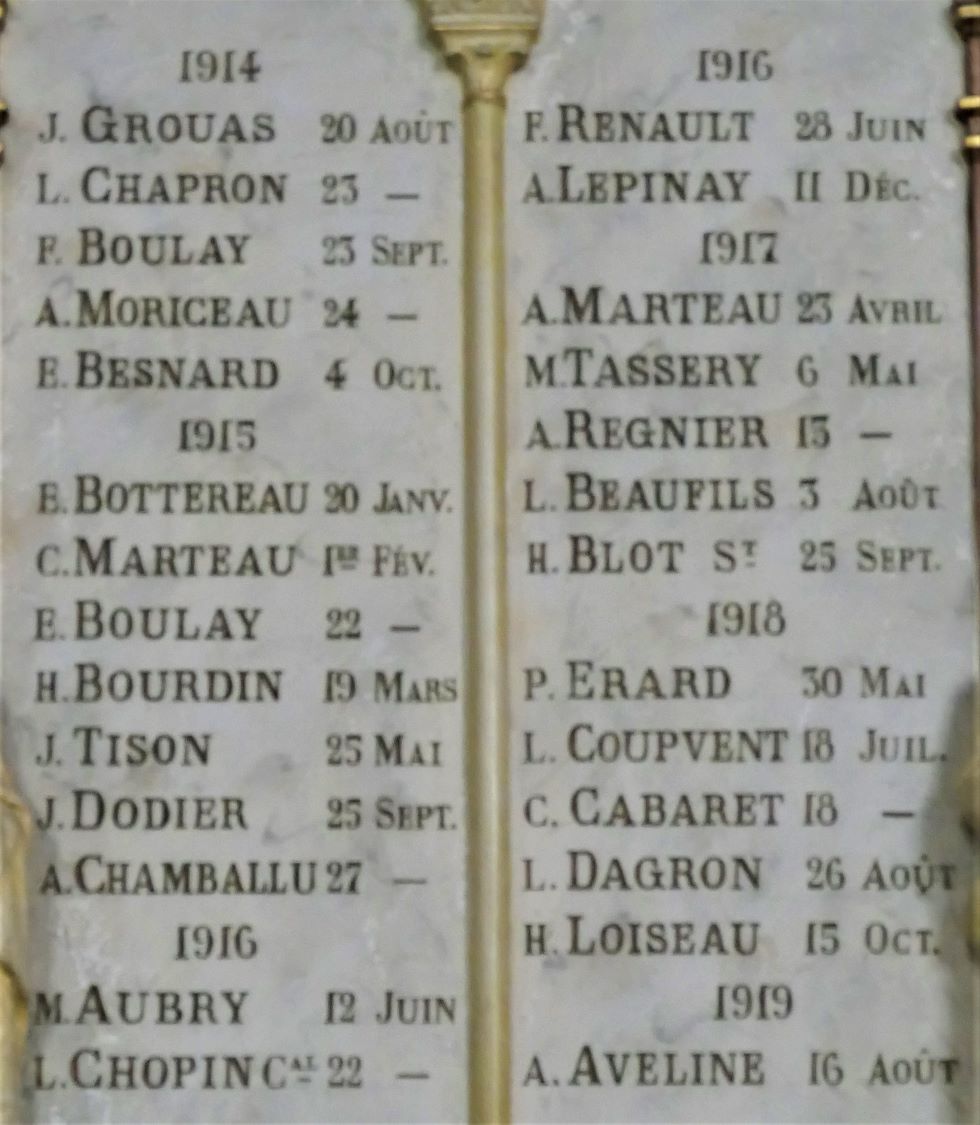 1914
J. GROUAS 20 AOÛT
L. CHAPRON 23 —
F. BOULAY 23 SEPT.
A. MORICEAU 24 —
E. BESNARD 4 OCT.
1915
E. BOTTEREAU 20 JANV.
C. MARTEAU 1ER FÉV.
E. BOULAY 22 —
H. BOURDIN 19 MARS
J. TISON 25 MAI
J. DODIER 25 SEPT.
A. CHAMBALLU 27 —
1916
M. AUBRY 12 JUIN
L. CHOPIN CAL 22 —
1916
F. RENAULT 28 JUIN
A. LEPINAY 11 DÉC.
1917
A. MARTEAU 23 AVRIL
M. TASSERY 6 MAI
A. REGNIER 13 —
L. BEAUFILS 3 AOÛT
H. BLOT ST 25 SEPT.
1918
P. ERARD 30 MAI
L. COUPVENT 18 JUIL.
C. CABARET 18 —
L. DAGRON 26 AOÛT
H. LOISEAU 15 OCT.
1919
A. AVELINE 16 AOÛT